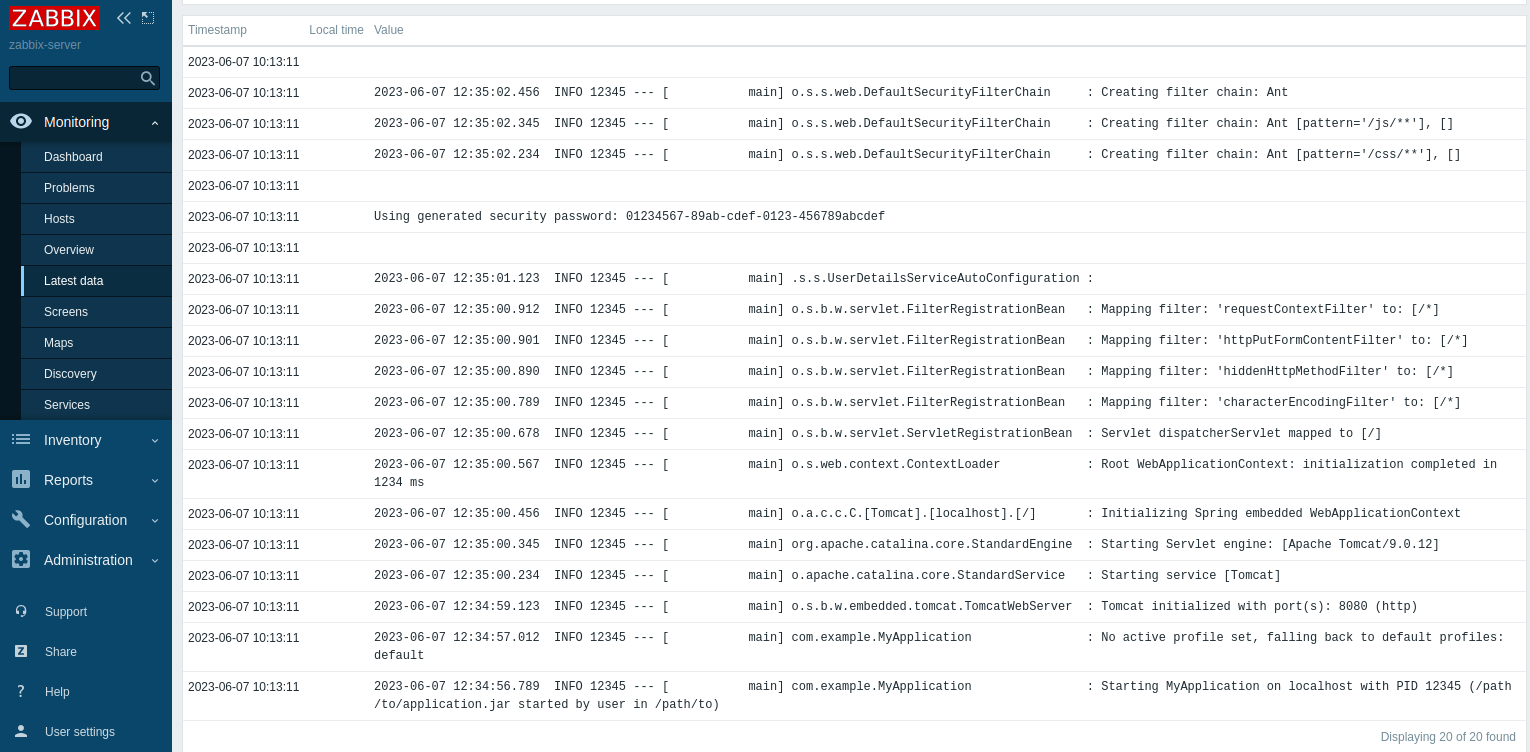 ZABBIX
zabbix-server
Monitoring
Dashboard
Problems
Hosts
Overview
Latest data
Screens
Maps
Discovery
Services
Inventory
Reports
Configuration
Administration
Support
Z Share
? Help
User settings
Timestamp Local time Value
2023-06-07 10:13:11
2023-06-07 10:13:11 2023-06-07 12:35:02.456  INFO 12345 --- [           main] o.s.s.web.DefaultSecurityFilterChain     : Creating filter chain: Ant
2023-06-07 10:13:11 2023-06-07 12:35:02.345  INFO 12345 --- [           main] o.s.s.web.DefaultSecurityFilterChain     : Creating filter chain: Ant [pattern='/js/**'], []
2023-06-07 10:13:11 2023-06-07 12:35:02.234  INFO 12345 --- [           main] o.s.s.web.DefaultSecurityFilterChain     : Creating filter chain: Ant [pattern='/css/**'], []
2023-06-07 10:13:11
2023-06-07 10:13:11 Using generated security password: 01234567-89ab-cdef-0123-456789abcdef
2023-06-07 10:13:11
2023-06-07 10:13:11 2023-06-07 12:35:01.123  INFO 12345 --- [           main] .s.s.UserDetailsServiceAutoConfiguration :
2023-06-07 10:13:11 2023-06-07 12:35:00.912  INFO 12345 --- [           main] o.s.b.w.servlet.FilterRegistrationBean   : Mapping filter: 'requestContextFilter' to: [/*]
2023-06-07 10:13:11 2023-06-07 12:35:00.901  INFO 12345 --- [           main] o.s.b.w.servlet.FilterRegistrationBean   : Mapping filter: 'httpPutFormContentFilter' to: [/*]
2023-06-07 10:13:11 2023-06-07 12:35:00.890  INFO 12345 --- [           main] o.s.b.w.servlet.FilterRegistrationBean   : Mapping filter: 'hiddenHttpMethodFilter' to: [/*]
2023-06-07 10:13:11 2023-06-07 12:35:00.789  INFO 12345 --- [           main] o.s.b.w.servlet.FilterRegistrationBean   : Mapping filter: 'characterEncodingFilter' to: [/*]
2023-06-07 10:13:11 2023-06-07 12:35:00.678  INFO 12345 --- [           main] o.s.b.w.servlet.ServletRegistrationBean  : Servlet dispatcherServlet mapped to [/]
2023-06-07 10:13:11 2023-06-07 12:35:00.567  INFO 12345 --- [           main] o.s.web.context.ContextLoader            : Root WebApplicationContext: initialization completed in
1234 ms
2023-06-07 10:13:11 2023-06-07 12:35:00.456  INFO 12345 --- [           main] o.a.c.c.C.[Tomcat].[localhost].[/]       : Initializing Spring embedded WebApplicationContext
2023-06-07 10:13:11 2023-06-07 12:35:00.345  INFO 12345 --- [           main] org.apache.catalina.core.StandardEngine  : Starting Servlet engine: [Apache Tomcat/9.0.12]
2023-06-07 10:13:11 2023-06-07 12:35:00.234  INFO 12345 --- [           main] o.apache.catalina.core.StandardService   : Starting service [Tomcat]
2023-06-07 10:13:11 2023-06-07 12:34:59.123  INFO 12345 --- [           main] o.s.b.w.embedded.tomcat.TomcatWebServer  : Tomcat initialized with port(s): 8080 (http)
2023-06-07 10:13:11 2023-06-07 12:34:57.012  INFO 12345 --- [           main] com.example.MyApplication                : No active profile set, falling back to default profiles:
default
2023-06-07 10:13:11 2023-06-07 12:34:56.789  INFO 12345 --- [           main] com.example.MyApplication                : Starting MyApplication on localhost with PID 12345 (/path
/to/application.jar started by user in /path/to)
Displaying 20 of 20 found